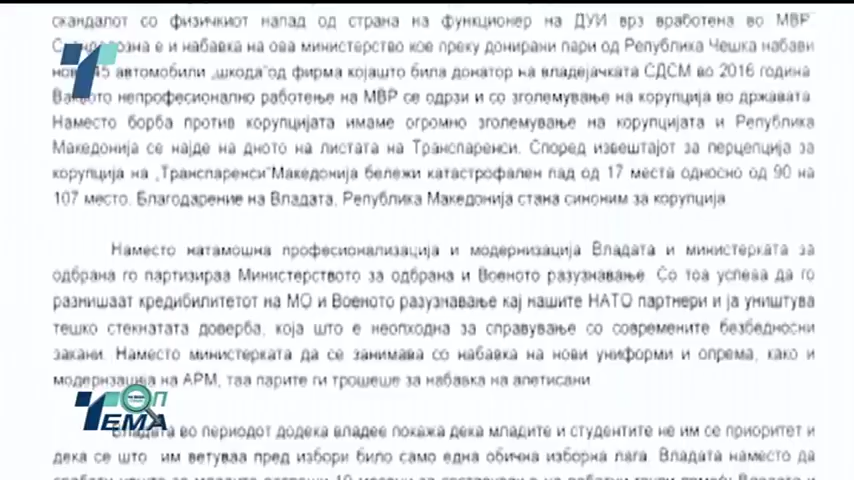 скандалот со физичкиот напад од страна на функционер на ДУИ врз вработена во МВР
е и набавка на ова министерство кое преку донирани пари од Република Чешка набави
45 автомобили „шкода"од фирма којашто била донатор на владејачката СДСМ во 2016 година
Ваквото непрофесионално работење на МВР се одрзи и со зголемување на корупција во државата
Наместо борба против корупцијата имаме огромно зголемување на корупцијата и Република
Македонија се најде на дното на листата на Транспаренси. Според извештајот за перцепција за
корупција на „Транспаренси"Македонија бележи катастрофален пад од 17 места односно од 90 на
107 место. Благодарение на Владата, Република Македонија стана синоним за корупција
Наместо натамошна професионализација и модернизација Владата и министерката за
одбрана го партизираа Министерството за одбрана и Военото разузнавање. Со тоа успева да го
разнишаат кредибилитетот на МО и Военото разузнавање кај нашите НАТО партнери и ја уништува
тешко стекнатата доверба, која што е неопходна за справување со современите безбедносни
закани. Наместо министерката да се занимава со набавка на нови униформи и опрема, како и
модернзација на АРМ, таа парите ги трошеше за набавка на апетисани
ТОП
ТЕМА
Владата во периодот додека владее покажа дека младите и студентите не им се приоритет и
дека се што им ветуваа пред избори било само една обична изборна лага. Владата наместо да